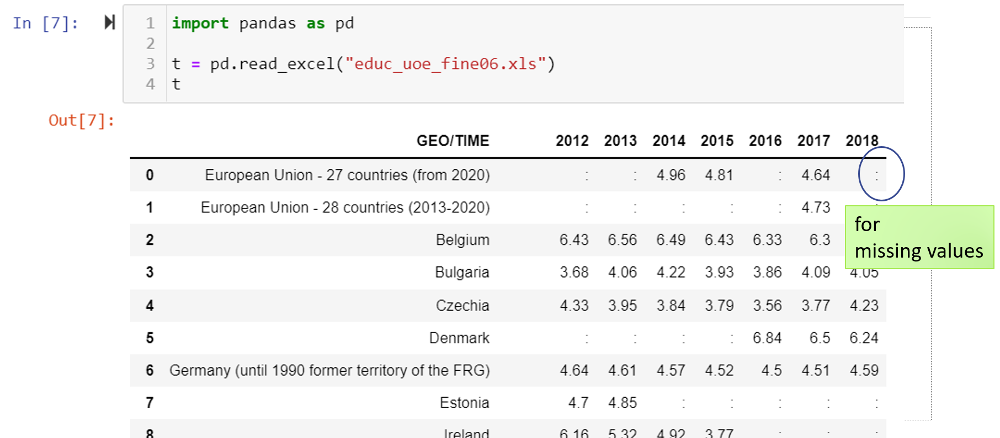 In [7]:
1 import pandas as pd
2
3 t = pd.read_excel("educ_uoe_fine06.xls")
4 t
Out[7]:
GEO/TIME 2012 2013 2014 2015 2016 2017 2018
0 European Union - 27 countries (from 2020) : : 4.96 4.81 : 4.64 :
1 European Union - 28 countries (2013-2020) : : : : : 4.73
for
missing values
2 Belgium 6.43 6.56 6.49 6.43 6.33 6.3
3 Bulgaria 3.68 4.06 4.22 3.93 3.86 4.09 4.05
4 Czechia 4.33 3.95 3.84 3.79 3.56 3.77 4.23
5 Denmark : : : : 6.84 6.5 6.24
6 Germany (until 1990 former territory of the FRG) 4.64 4.61 4.57 4.52 4.5 4.51 4.59
7 Estonia 4.7 4.85 : : : : :
8 Ireland 6.16 5.32 4.92 3.77 : : :